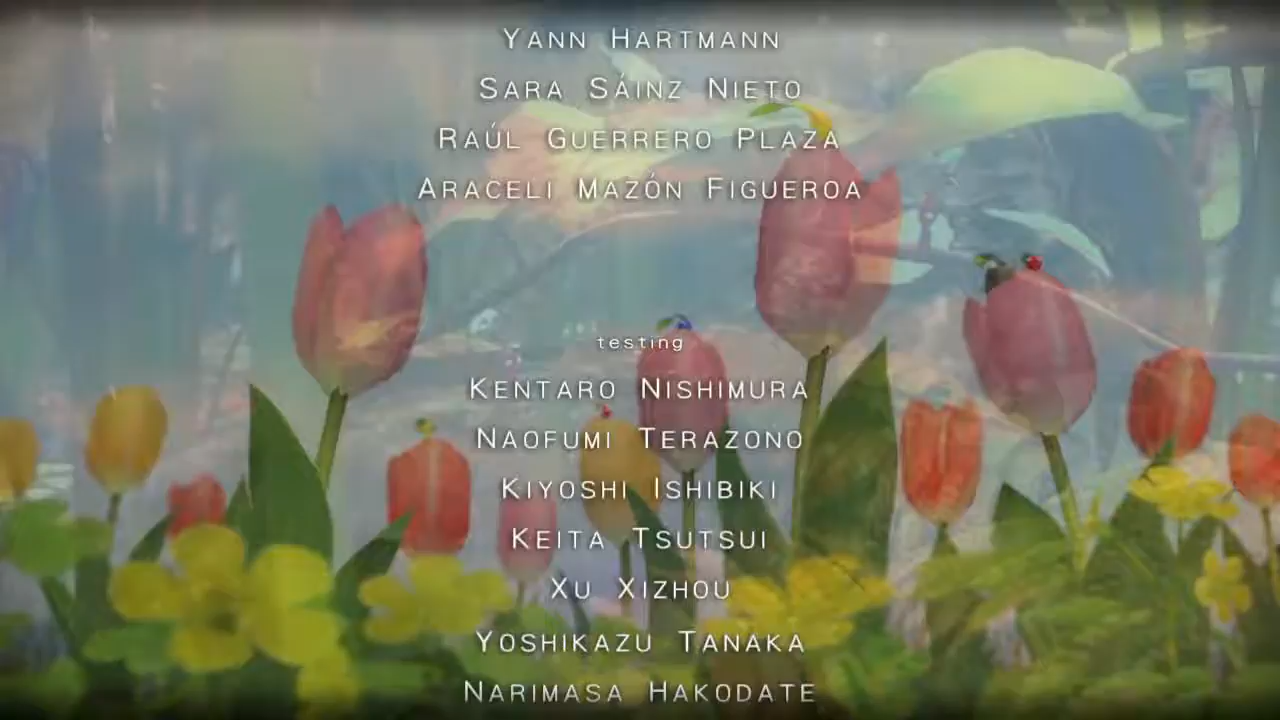 Yann Hartmann
Sara Sáinz Nieto
Raúl Guerrero Plaza
Araceli Mazón Figueroa
testing
Kentaro Nishimura
Naofumi Terazono
Kiyoshi Ishibiki
Keita Tsutsui
Xu Xizhou
Yoshikazu Tanaka
Narimasa Hakodate